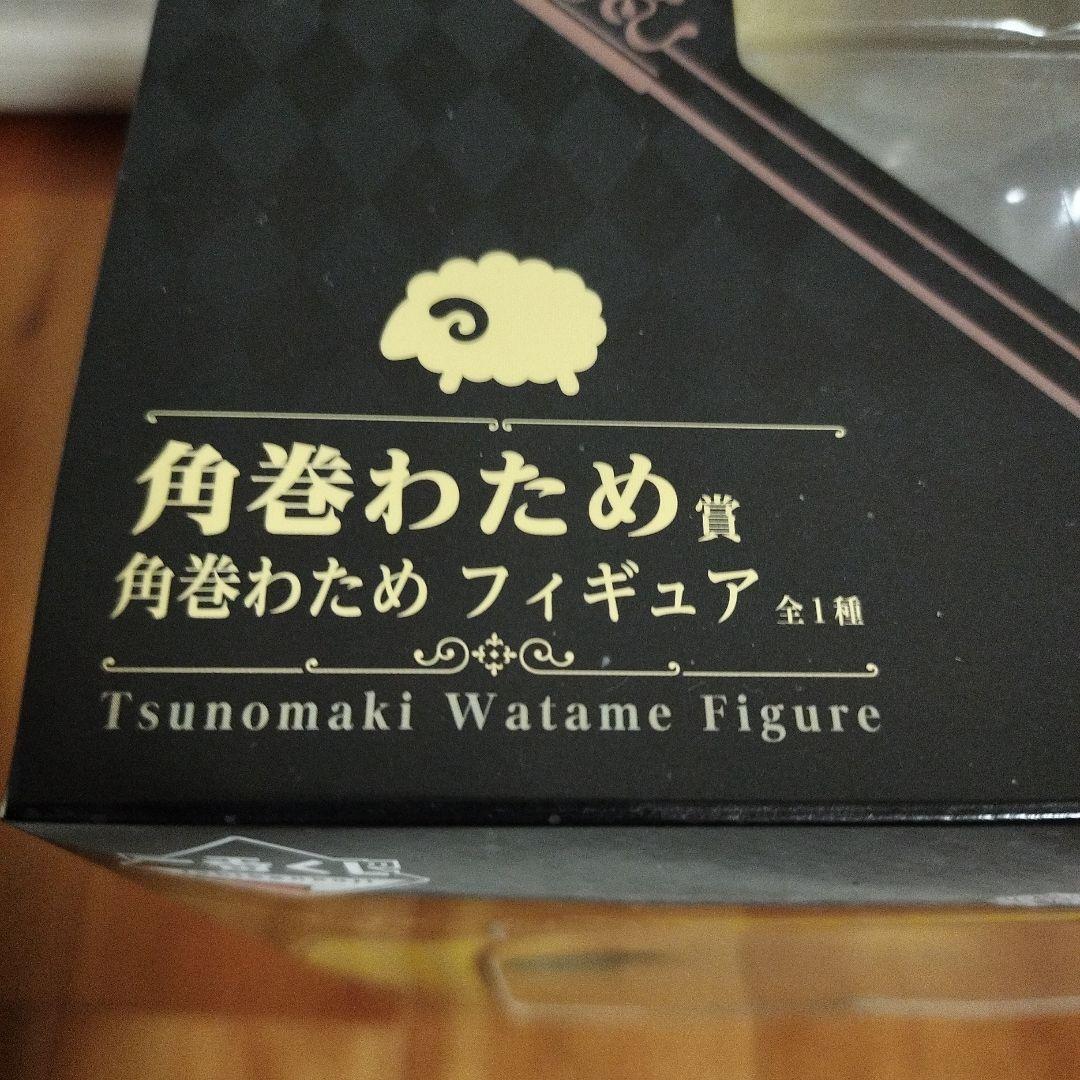 角巻わため賞
角巻わため フィギュア 全1種
Tsunomaki Watame Figure